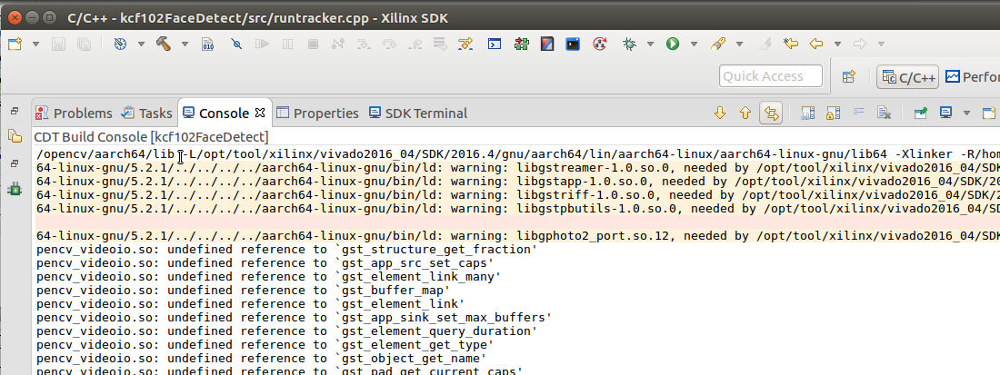 C/C++ - kcf102FaceDetect/src/runtracker.cpp - Xilinx SDK
010
Quick Access
C/C++
Perfor
Problems
Tasks
Console
Properties
SDK Terminal
CDT Build Console [kcf102FaceDetect]
/opencv/aarch64/lib -L/opt/tool/xilinx/vivado2016_04/SDK/2016.4/gnu/aarch64/lin/aarch64-linux/aarch64-linux-gnu/lib64 -Xlinker -R/hom
64-linux-gnu/5.2.1/../../../../aarch64-linux-gnu/bin/ld: warning: libgstreamer-1.0.so.0, needed by /opt/tool/xilinx/vivado2016_04/SDK
64-linux-gnu/5.2.1/../../../../aarch64-linux-gnu/bin/ld: warning: libgstapp-1.0.so.0, needed by /opt/tool/xilinx/vivado2016_04/SDK/20
64-linux-gnu/5.2.1/../../../../aarch64-linux-gnu/bin/ld: warning: libgstriff-1.0.so.0, needed by /opt/tool/xilinx/vivado2016_04/SDK/2
64-linux-gnu/5.2.1/../../../../aarch64-linux-gnu/bin/ld: warning: libgstpbutils-1.0.so.0, needed by /opt/tool/xilinx/vivado2016_04/SD
64-linux-gnu/5.2.1/../../../../aarch64-linux-gnu/bin/ld: warning: libgphoto2_port.so.12, needed by /opt/tool/xilinx/vivado2016_04/SDK
pencv_videoio.so: undefined reference to `gst_structure_get_fraction'
pencv_videoio.so: undefined reference to `gst_app_src_set_caps'
pencv_videoio.so: undefined reference to `gst_element_link_many'
pencv_videoio.so: undefined reference to `gst_buffer_map'
pencv_videoio.so: undefined reference to `gst_element_link'
pencv_videoio.so: undefined reference to `gst_app_sink_set_max_buffers'
pencv_videoio.so: undefined reference to `gst_element_query_duration'
pencv_videoio.so: undefined reference to `gst_element_get_type'
pencv_videoio.so: undefined reference to `gst_object_get_name'
pencv_videoio.so: undefined reference to `gst_pad_get_current_caps'